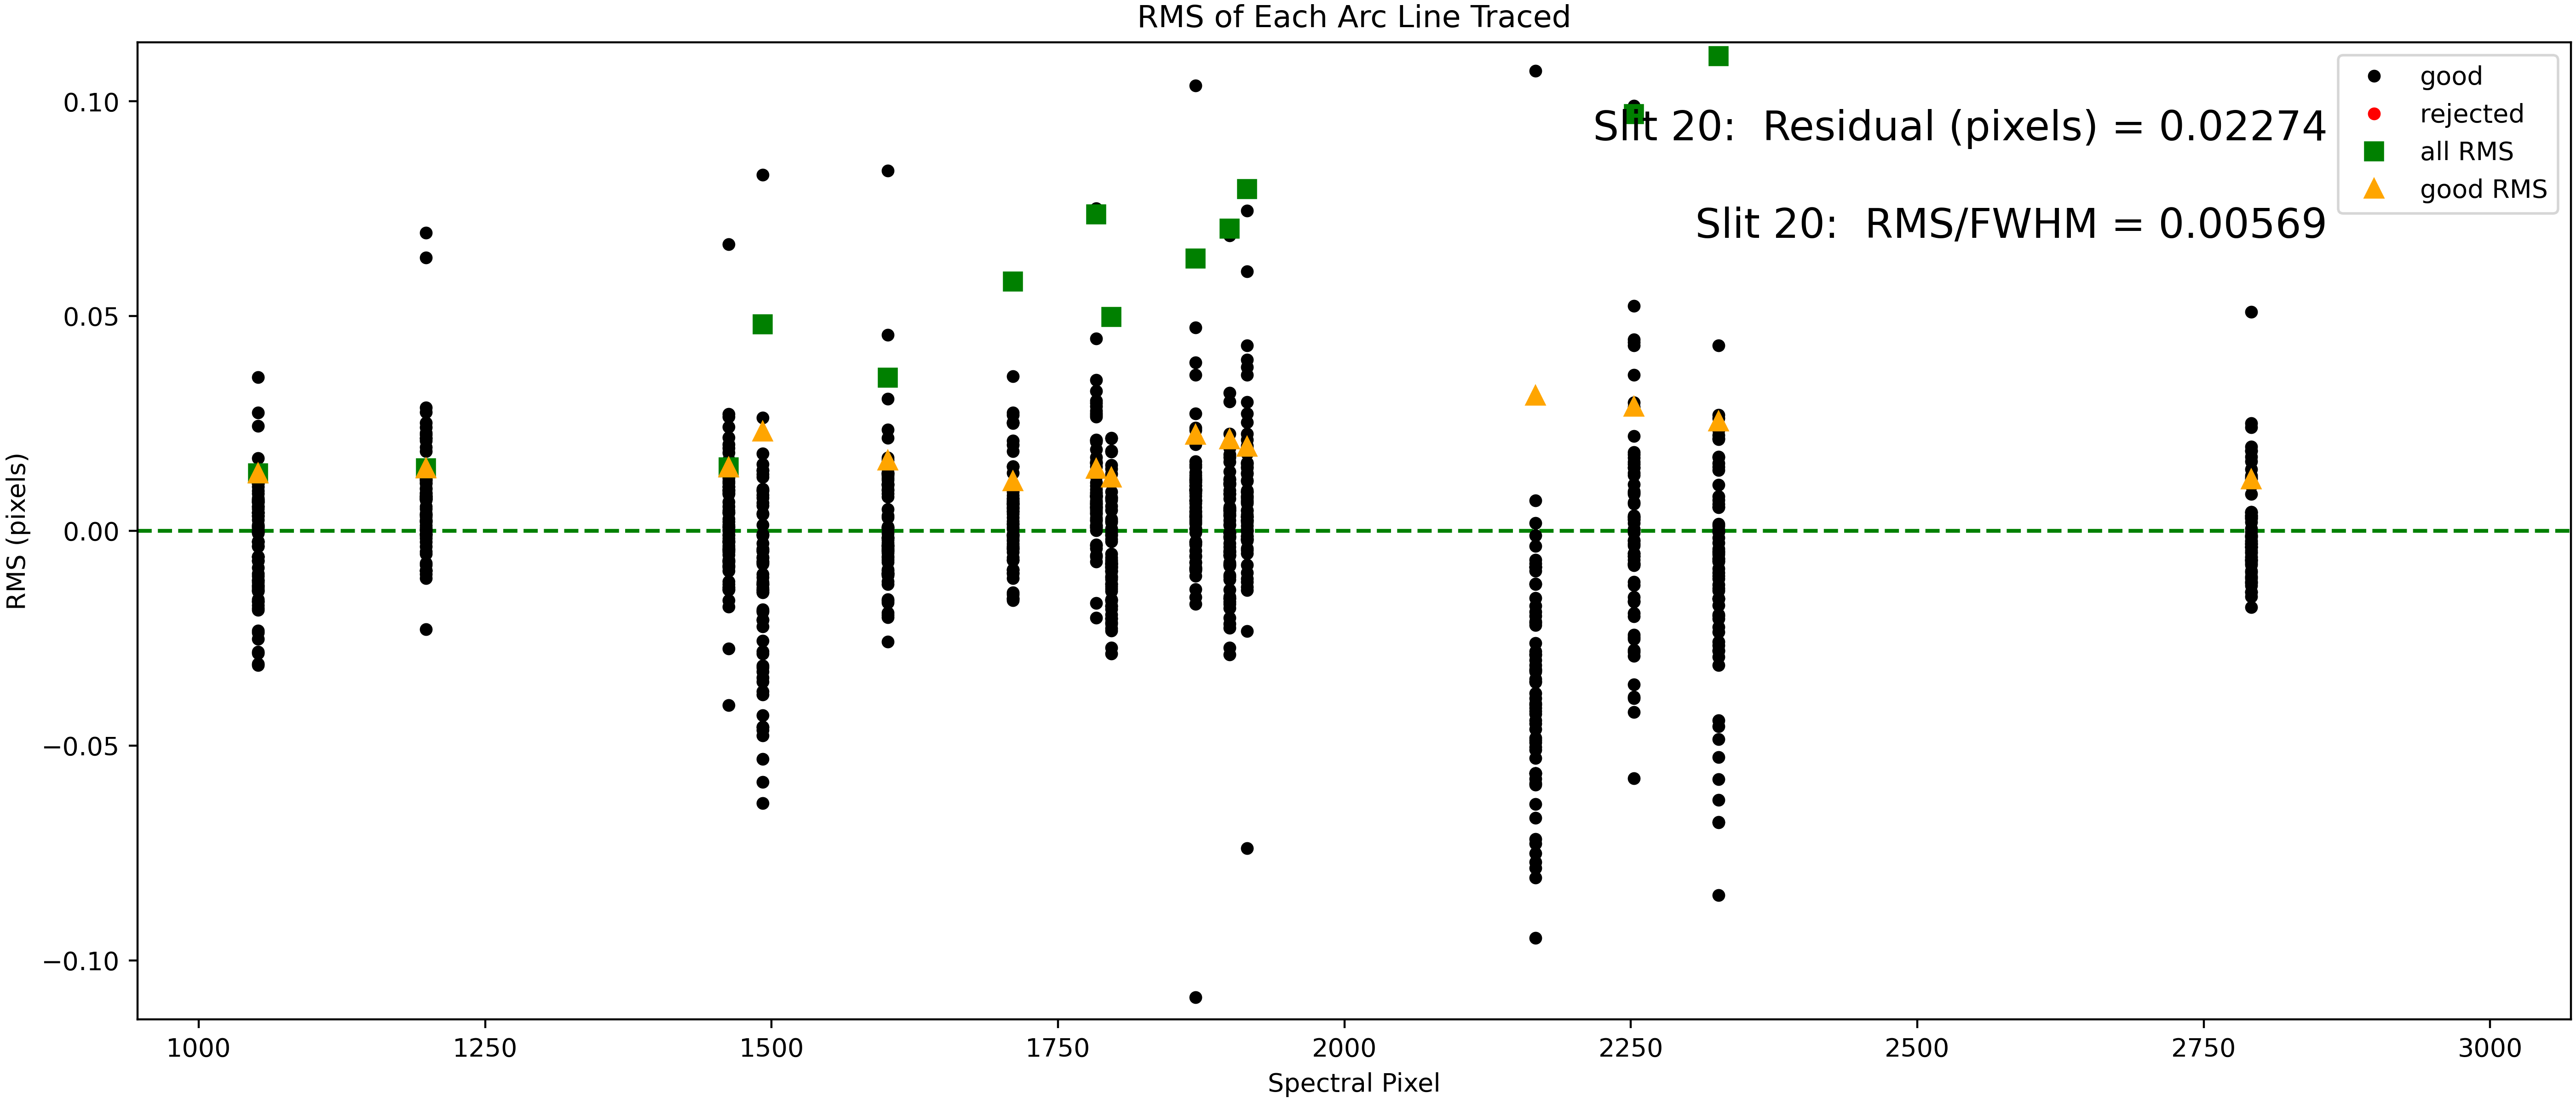 RMS of Each Arc Line Traced
good
rejected
all RMS
good RMS
Slit 20:  Residual (pixels) = 0.02274
Slit 20:  RMS/FWHM = 0.00569
RMS (pixels)
0.10
0.05
0.00
−0.05
−0.10
1000 1250 1500 1750 2000 2250 2500 2750 3000
Spectral Pixel